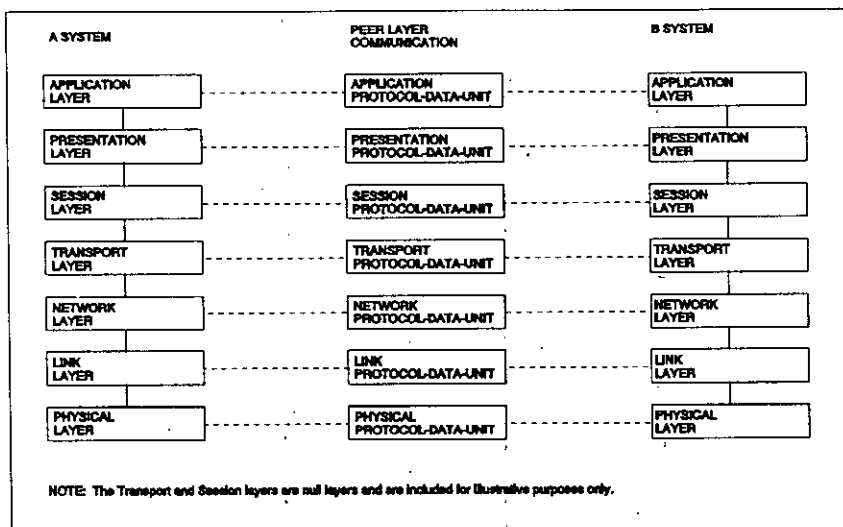 A SYSTEM
PEER LAYER
COMMUNICATION
B SYSTEM
APPLICATION
LAYER
APPLICATION
PROTOCOL-DATA-UNIT
APPLICATION
LAYER
PRESENTATION
LAYER
PRESENTATION
PROTOCOL-DATA-UNIT
PRESENTATION
LAYER
SESSION
LAYER
SESSION
PROTOCOL-DATA-UNIT
SESSION
LAYER
TRANSPORT
LAYER
TRANSPORT
PROTOCOL-DATA-UNIT
TRANSPORT
LAYER
NETWORK
LAYER
NETWORK
PROTOCOL-DATA-UNIT
NETWORK
LAYER
LINK
LAYER
LINK
PROTOCOL-DATA-UNIT
LINK
LAYER
PHYSICAL
LAYER
PHYSICAL
PROTOCOL-DATA-UNIT
PHYSICAL
LAYER
NOTE: The Transport and Session layers are null layers and are included for illustrative purposes only.